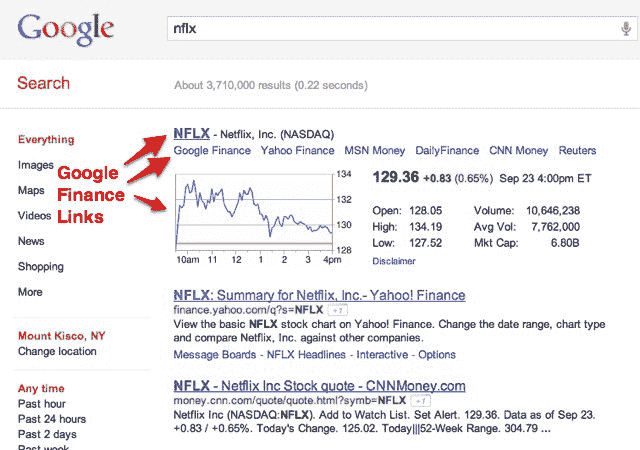 Google
nflx
Search
About 3,710,000 results (0.22 seconds)
Everything
Images
Maps
Videos
News
Shopping
More
Mount Kisco, NY
Change location
Any time
Past hour
Past 24 hours
Past 2 days
Past week
Google
Finance
Links
NFLX - Netflix, Inc. (NASDAQ)
Google Finance Yahoo Finance MSN Money DailyFinance CNN Money Reuters
134
132
130
128
10am 11 12 1 2 3 4pm
129.36 +0.83 (0.65%) Sep 23 4:00pm ET
Open: 128.05 Volume: 10,646,238
High: 134.19 Avg Vol: 7,762,000
Low: 127.52 Mkt Cap: 6.80B
Disclaimer
NFLX: Summary for Netflix, Inc.- Yahoo! Finance
finance.yahoo.com/q?s=NFLX +1
View the basic NFLX stock chart on Yahoo! Finance. Change the date range, chart type
and compare Netflix, Inc. against other companies.
Message Boards - NFLX Headlines - Interactive - Options
NFLX - Netflix Inc Stock quote - CNNMoney.com
money.cnn.com/quote/quote.html?symb=NFLX +1
Netflix Inc (NASDAQ:NFLX). Add to Watch List. Set Alert. 129.36. Data as of Sep 23.
+0.83 / +0.65%. Today's Change. 125.02. Today|||52-Week Range. 304.79 ...